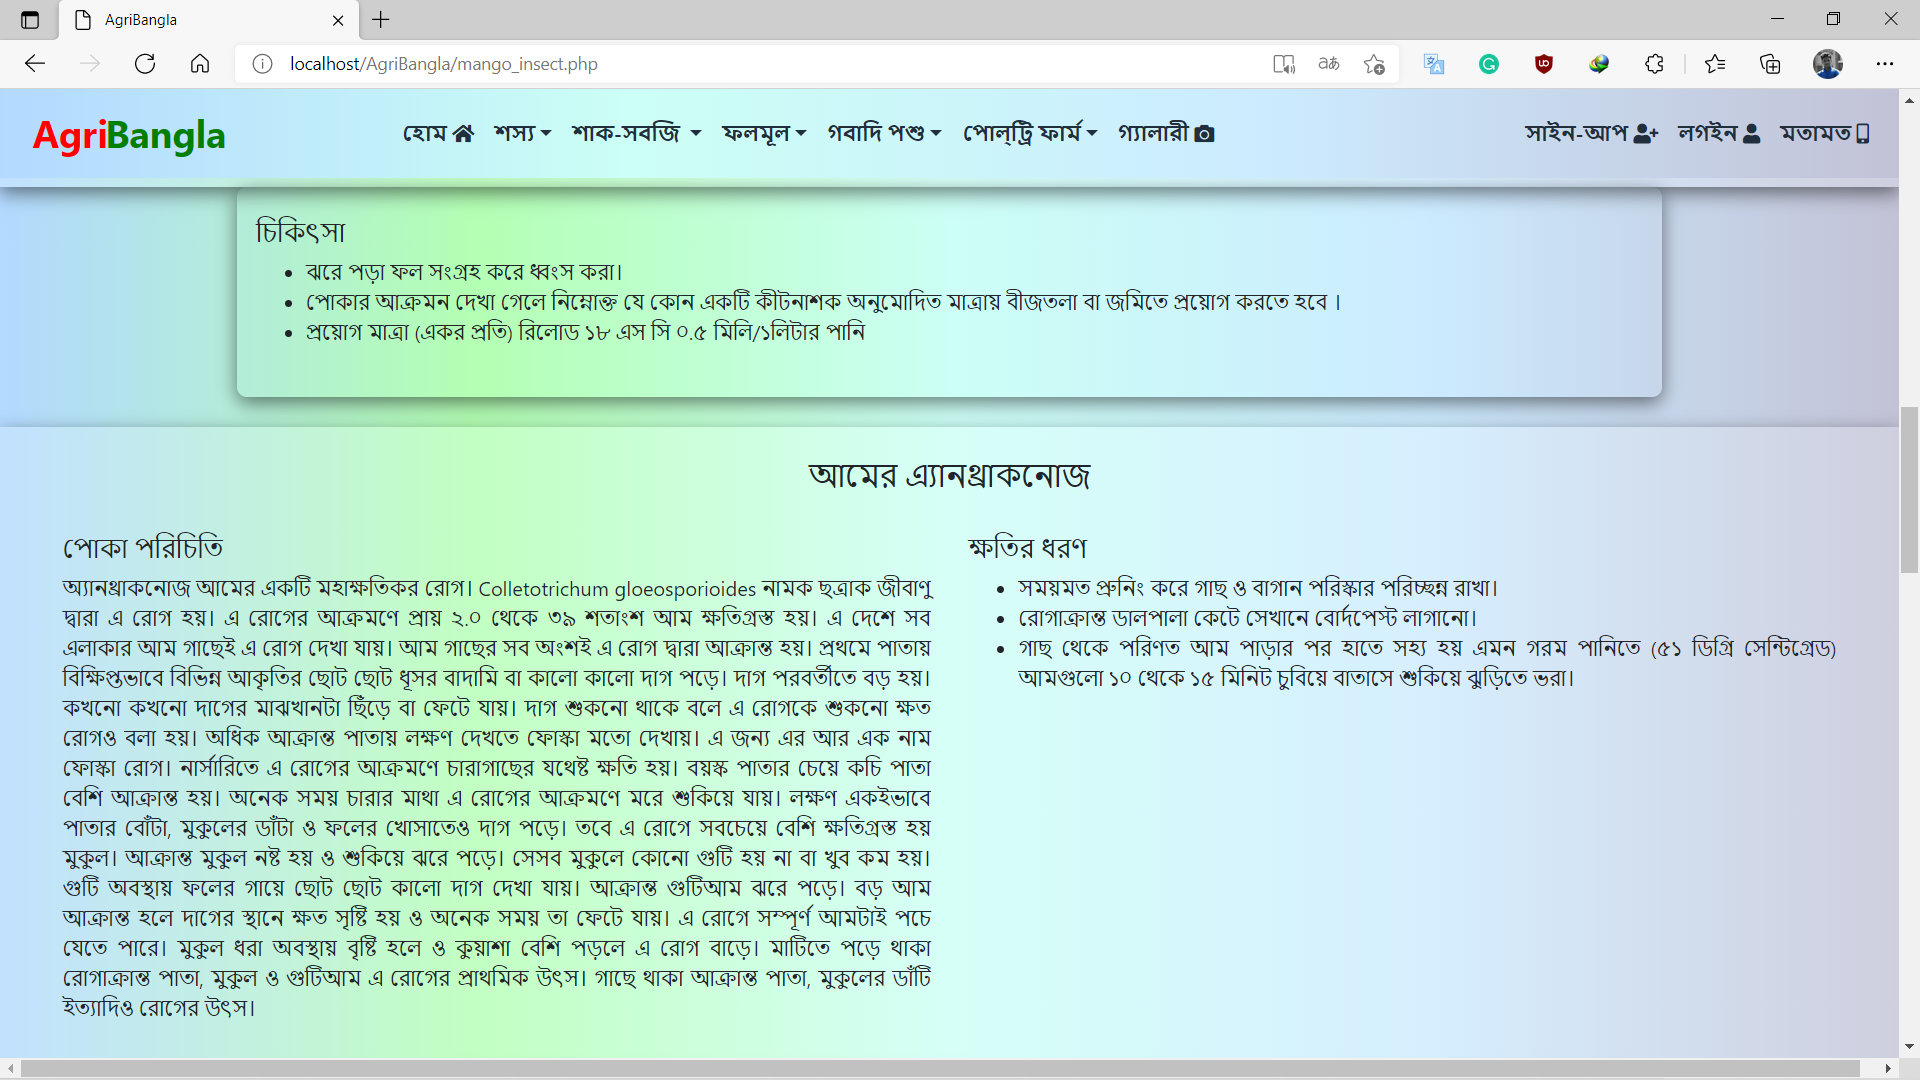 AgriBangla
localhost/AgriBangla/mango_insect.php
AgriBangla
হোম শস্য শাক-সবজি ফলমূল গবাদি পশু পোল্ট্রি ফার্ম গ্যালারী সাইন-আপ লগইন মতামত
চিকিৎসা
• ঝরে পড়া ফল সংগ্রহ করে ধ্বংস করা।
• পোকার আক্রমন দেখা গেলে নিম্নোক্ত যে কোন একটি কীটনাশক অনুমোদিত মাত্রায় বীজতলা বা জমিতে প্রয়োগ করতে হবে ।
• প্রয়োগ মাত্রা (একর প্রতি) রিলোড ১৮ এস সি ০.৫ মিলি/১লিটার পানি
আমের এ্যানথ্রাকনোজ
পোকা পরিচিতি
অ্যানথ্রাকনোজ আমের একটি মহাক্ষতিকর রোগ। Colletotrichum gloeosporioides নামক ছত্রাক জীবাণু
দ্বারা এ রোগ হয়। এ রোগের আক্রমণে প্রায় ২.০ থেকে ৩৯ শতাংশ আম ক্ষতিগ্রস্ত হয়। এ দেশে সব
এলাকার আম গাছেই এ রোগ দেখা যায়। আম গাছের সব অংশই এ রোগ দ্বারা আক্রান্ত হয়। প্রথমে পাতায়
বিক্ষিপ্তভাবে বিভিন্ন আকৃতির ছোট ছোট ধূসর বাদামি বা কালো কালো দাগ পড়ে। দাগ পরবর্তীতে বড় হয়।
কখনো কখনো দাগের মাঝখানটা ছিঁড়ে বা ফেটে যায়। দাগ শুকনো থাকে বলে এ রোগকে শুকনো ক্ষত
রোগও বলা হয়। অধিক আক্রান্ত পাতায় লক্ষণ দেখতে ফোস্কা মতো দেখায়। এ জন্য এর আর এক নাম
ফোস্কা রোগ। নার্সারিতে এ রোগের আক্রমণে চারাগাছের যথেষ্ট ক্ষতি হয়। বয়স্ক পাতার চেয়ে কচি পাতা
বেশি আক্রান্ত হয়। অনেক সময় চারার মাথা এ রোগের আক্রমণে মরে শুকিয়ে যায়। লক্ষণ একইভাবে
পাতার বোঁটা, মুকুলের ডাঁটা ও ফলের খোসাতেও দাগ পড়ে। তবে এ রোগে সবচেয়ে বেশি ক্ষতিগ্রস্ত হয়
মুকুল। আক্রান্ত মুকুল নষ্ট হয় ও শুকিয়ে ঝরে পড়ে। সেসব মুকুলে কোনো গুটি হয় না বা খুব কম হয়।
গুটি অবস্থায় ফলের গায়ে ছোট ছোট কালো দাগ দেখা যায়। আক্রান্ত গুটিআম ঝরে পড়ে। বড় আম
আক্রান্ত হলে দাগের স্থানে ক্ষত সৃষ্টি হয় ও অনেক সময় তা ফেটে যায়। এ রোগে সম্পূর্ণ আমটাই পচে
যেতে পারে। মুকুল ধরা অবস্থায় বৃষ্টি হলে ও কুয়াশা বেশি পড়লে এ রোগ বাড়ে। মাটিতে পড়ে থাকা
রোগাক্রান্ত পাতা, মুকুল ও গুটিআম এ রোগের প্রাথমিক উৎস। গাছে থাকা আক্রান্ত পাতা, মুকুলের ডাঁটি
ইত্যাদিও রোগের উৎস।
ক্ষতির ধরণ
• সময়মত প্রুনিং করে গাছ ও বাগান পরিস্কার পরিচ্ছন্ন রাখা।
• রোগাক্রান্ত ডালপালা কেটে সেখানে বোর্দপেস্ট লাগানো।
• গাছ থেকে পরিণত আম পাড়ার পর হাতে সহ্য হয় এমন গরম পানিতে (৫১ ডিগ্রি সেন্টিগ্রেড)
আমগুলো ১০ থেকে ১৫ মিনিট চুবিয়ে বাতাসে শুকিয়ে ঝুড়িতে ভরা।